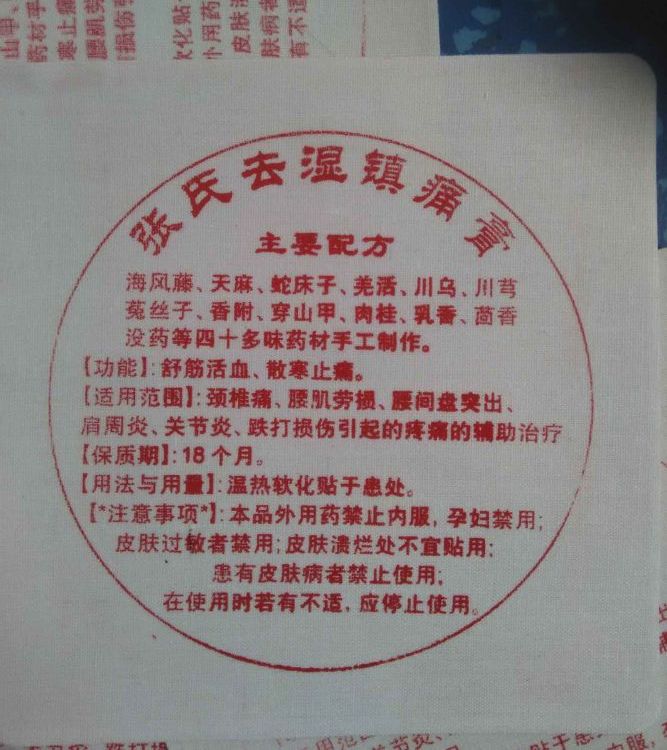 张氏去湿镇痛膏
主要配方
海风藤、天麻、蛇床子、羌活、川乌、川芎
菟丝子、香附、穿山甲、肉桂、乳香、茴香
没药等四十多味药材手工制作。
【功能】:舒筋活血、散寒止痛。
【适用范围】:颈椎痛、腰肌劳损、腰间盘突出、
肩周炎、关节炎、跌打损伤引起的疼痛的辅助治疗
【保质期】:18个月。
【用法与用量】:温热软化贴于患处。
【*注意事项*】:本品外用药禁止内服,孕妇禁用;
皮肤过敏者禁用;皮肤溃烂处不宜贴用;
患有皮肤病者禁止使用;
在使用时若有不适,应停止使用。